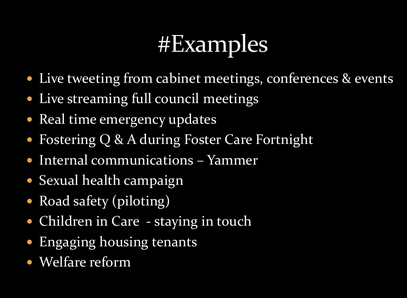 #Examples
• Live tweeting from cabinet meetings, conferences & events
• Live streaming full council meetings
• Real time emergency updates
• Fostering Q & A during Foster Care Fortnight
• Internal communications – Yammer
• Sexual health campaign
• Road safety (piloting)
• Children in Care - staying in touch
• Engaging housing tenants
• Welfare reform